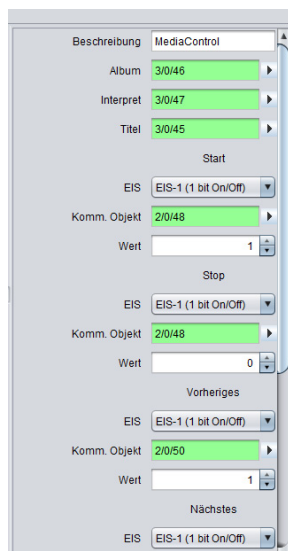 Beschreibung MediaControl
Album 3/0/46
Interpret 3/0/47
Titel 3/0/45
Start
EIS EIS-1 (1 bit On/Off)
Komm. Objekt 2/0/48
Wert 1
Stop
EIS EIS-1 (1 bit On/Off)
Komm. Objekt 2/0/48
Wert 0
Vorheriges
EIS EIS-1 (1 bit On/Off)
Komm. Objekt 2/0/50
Wert 1
Nächstes
EIS EIS-1 (1 bit On/Off)